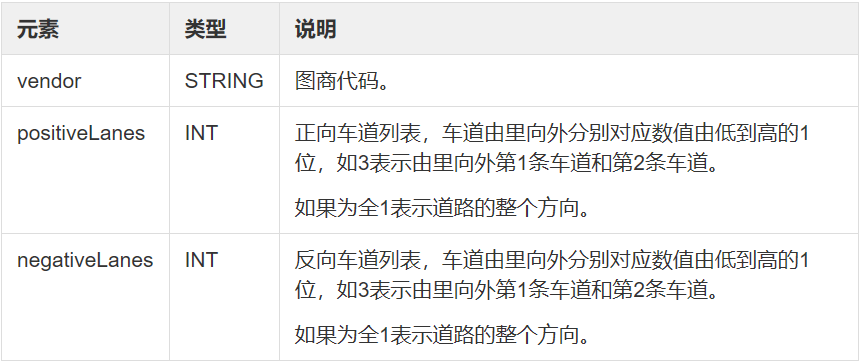 元素 类型 说明
vendor STRING 图商代码。
positiveLanes INT 正向车道列表，车道由里向外分别对应数值由低到高的1
位，如3表示由里向外第1条车道和第2条车道。
如果为全1表示道路的整个方向。
negativeLanes INT 反向车道列表，车道由里向外分别对应数值由低到高的1
位，如3表示由里向外第1条车道和第2条车道。
如果为全1表示道路的整个方向。